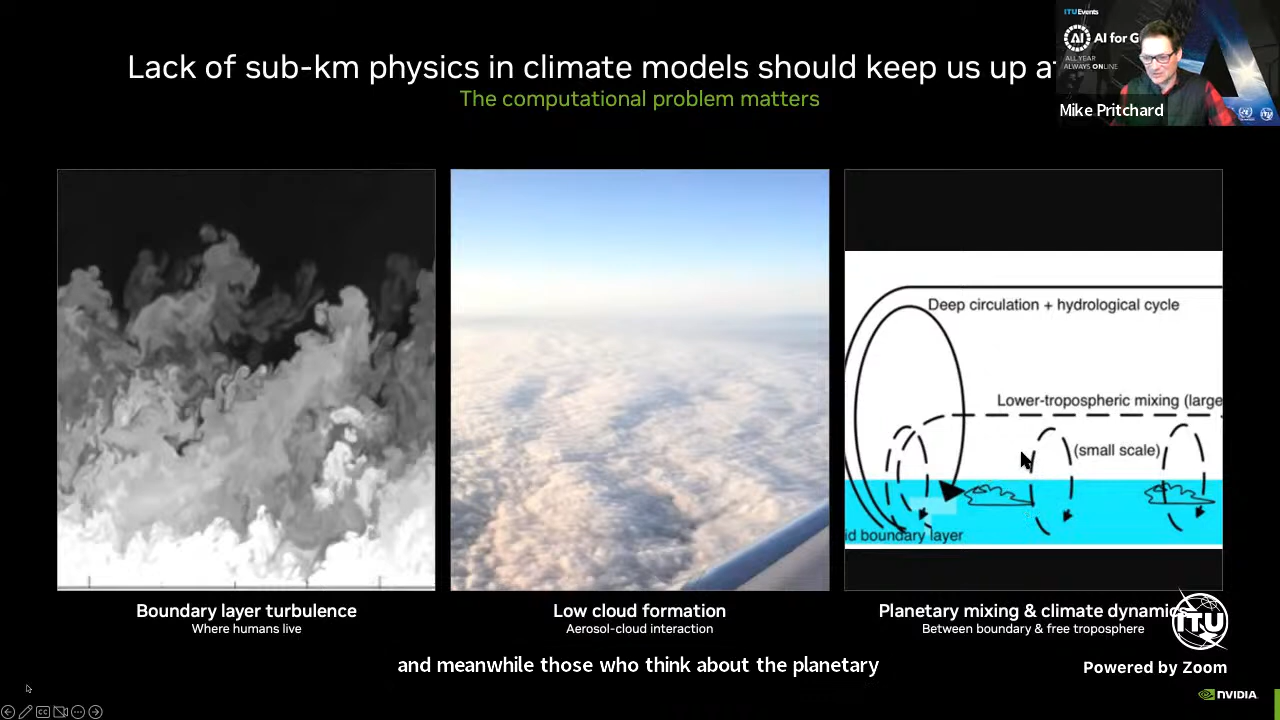 Lack of sub-km physics in climate models should keep us up at
The computational problem matters
ITUEvents
AI
AI for G
ALL YEAR
ALWAYS ONLINE
Mike Pritchard
Deep circulation + hydrological cycle
Lower-tropospheric mixing (large
(small scale)
id boundary layer
Boundary layer turbulence
Where humans live
Low cloud formation
Aerosol-cloud interaction
Planetary mixing & climate dynamics
Between boundary & free troposphere
ITU
and meanwhile those who think about the planetary
Powered by Zoom
CC
NVIDIA